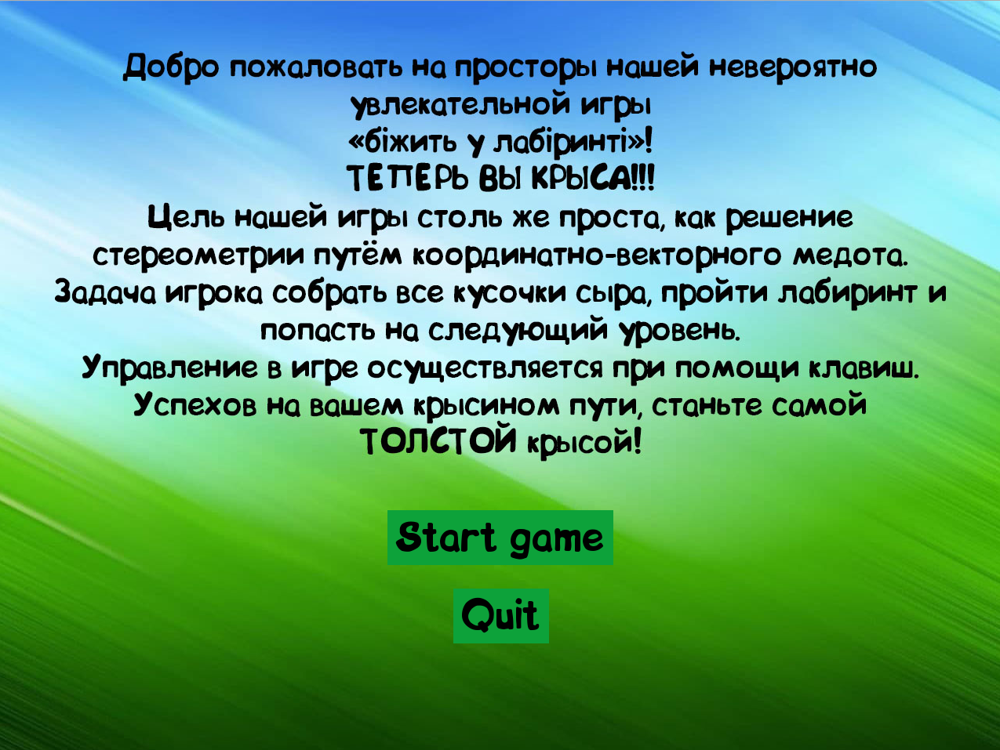 Добро пожаловать на просторы нашей невероятно
увлекательной игры
«біжить у лабіринті»!
ТЕПЕРЬ ВЫ КРЫСА!!!
Цель нашей игры столь же проста, как решение
стереометрии путём координатно-векторного медота.
Задача игрока собрать все кусочки сыра, пройти лабиринт и
попасть на следующий уровень.
Управление в игре осуществляется при помощи клавиш.
Успехов на вашем крысином пути, станьте самой
ТОЛСТОЙ крысой!
Start game
Quit